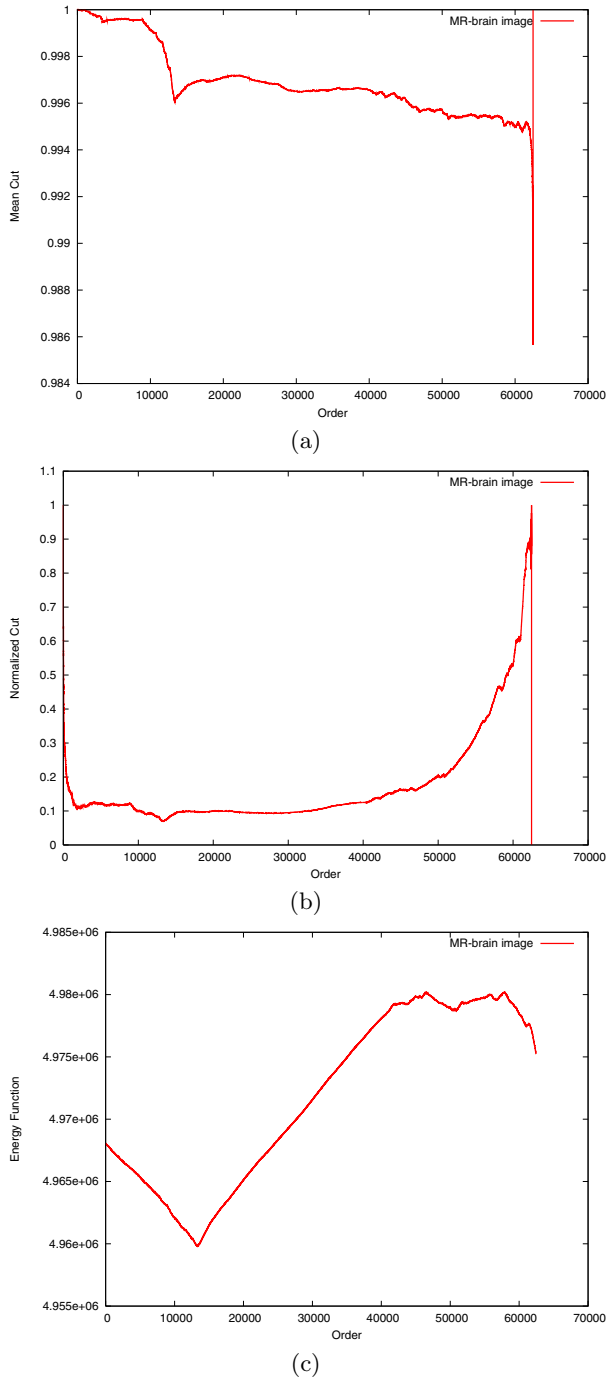 1
0.998
0.996
0.994
0.992
0.99
0.988
0.986
0.984
Mean Cut
MR-brain image
0 10000 20000 30000 40000 50000 60000 70000
Order
(a)
1.1
1
0.9
0.8
0.7
0.6
0.5
0.4
0.3
0.2
0.1
0
Normalized Cut
MR-brain image
0 10000 20000 30000 40000 50000 60000 70000
Order
(b)
4.985e+06
4.98e+06
4.975e+06
4.97e+06
4.965e+06
4.96e+06
4.955e+06
Energy Function
MR-brain image
0 10000 20000 30000 40000 50000 60000 70000
Order
(c)